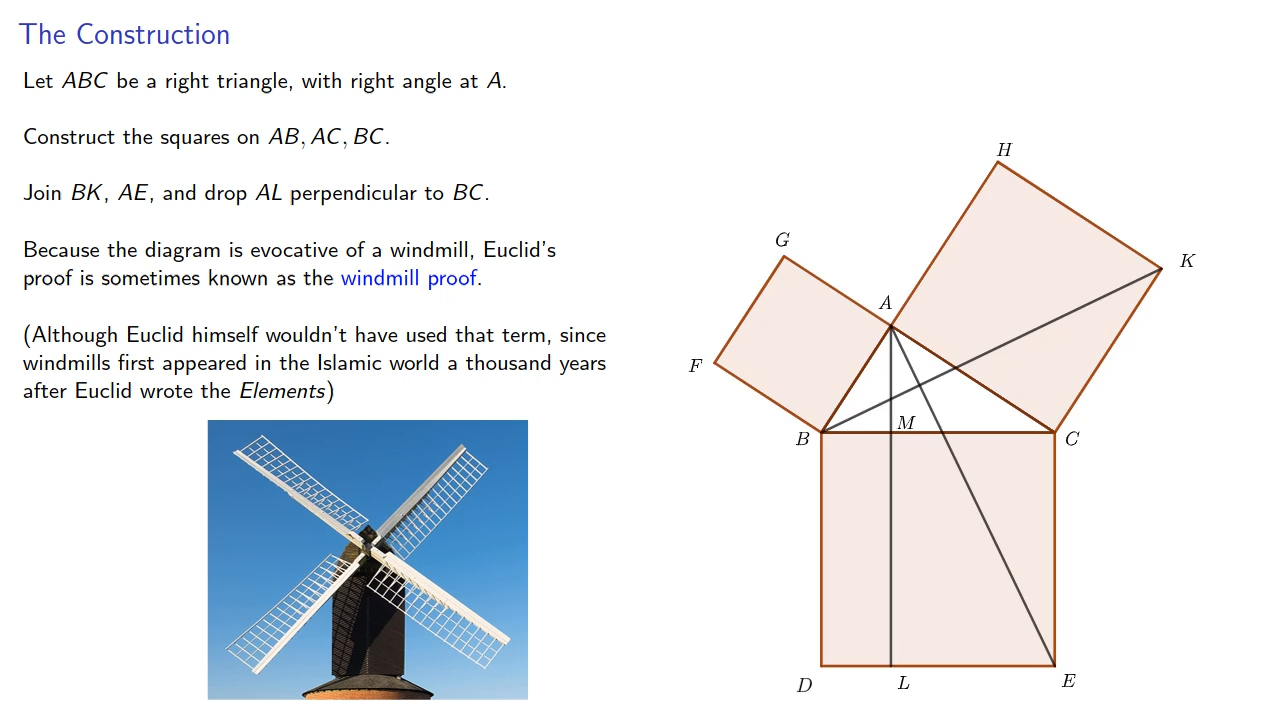 The Construction
Let ABC be a right triangle, with right angle at A.
Construct the squares on AB, AC, BC.
Join BK, AE, and drop AL perpendicular to BC.
Because the diagram is evocative of a windmill, Euclid's
proof is sometimes known as the windmill proof.
(Although Euclid himself wouldn't have used that term, since
windmills first appeared in the Islamic world a thousand years
after Euclid wrote the Elements)
H
G
K
A
F
M
B
C
D
L
E